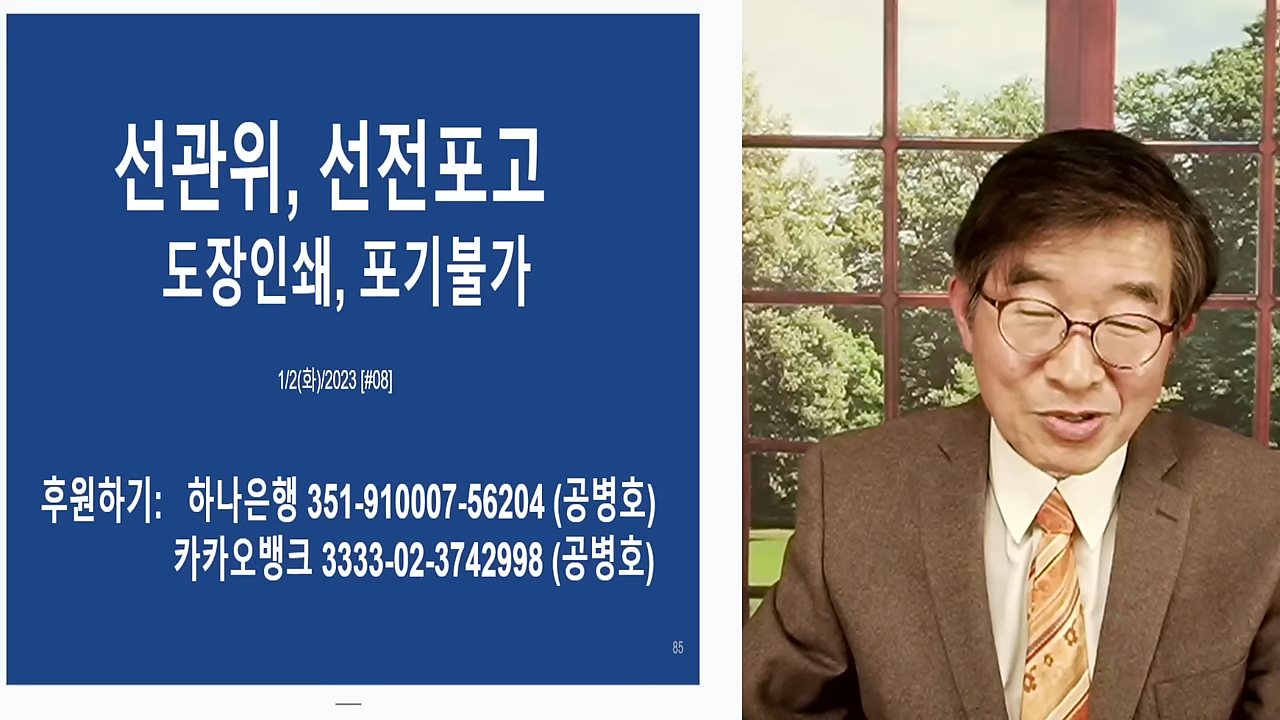 선관위, 선전포고
도장인쇄, 포기불가
1/2(화)/2023 [#08]
후원하기: 하나은행 351-910007-56204 (공병호)
카카오뱅크 3333-02-3742998 (공병호)
85